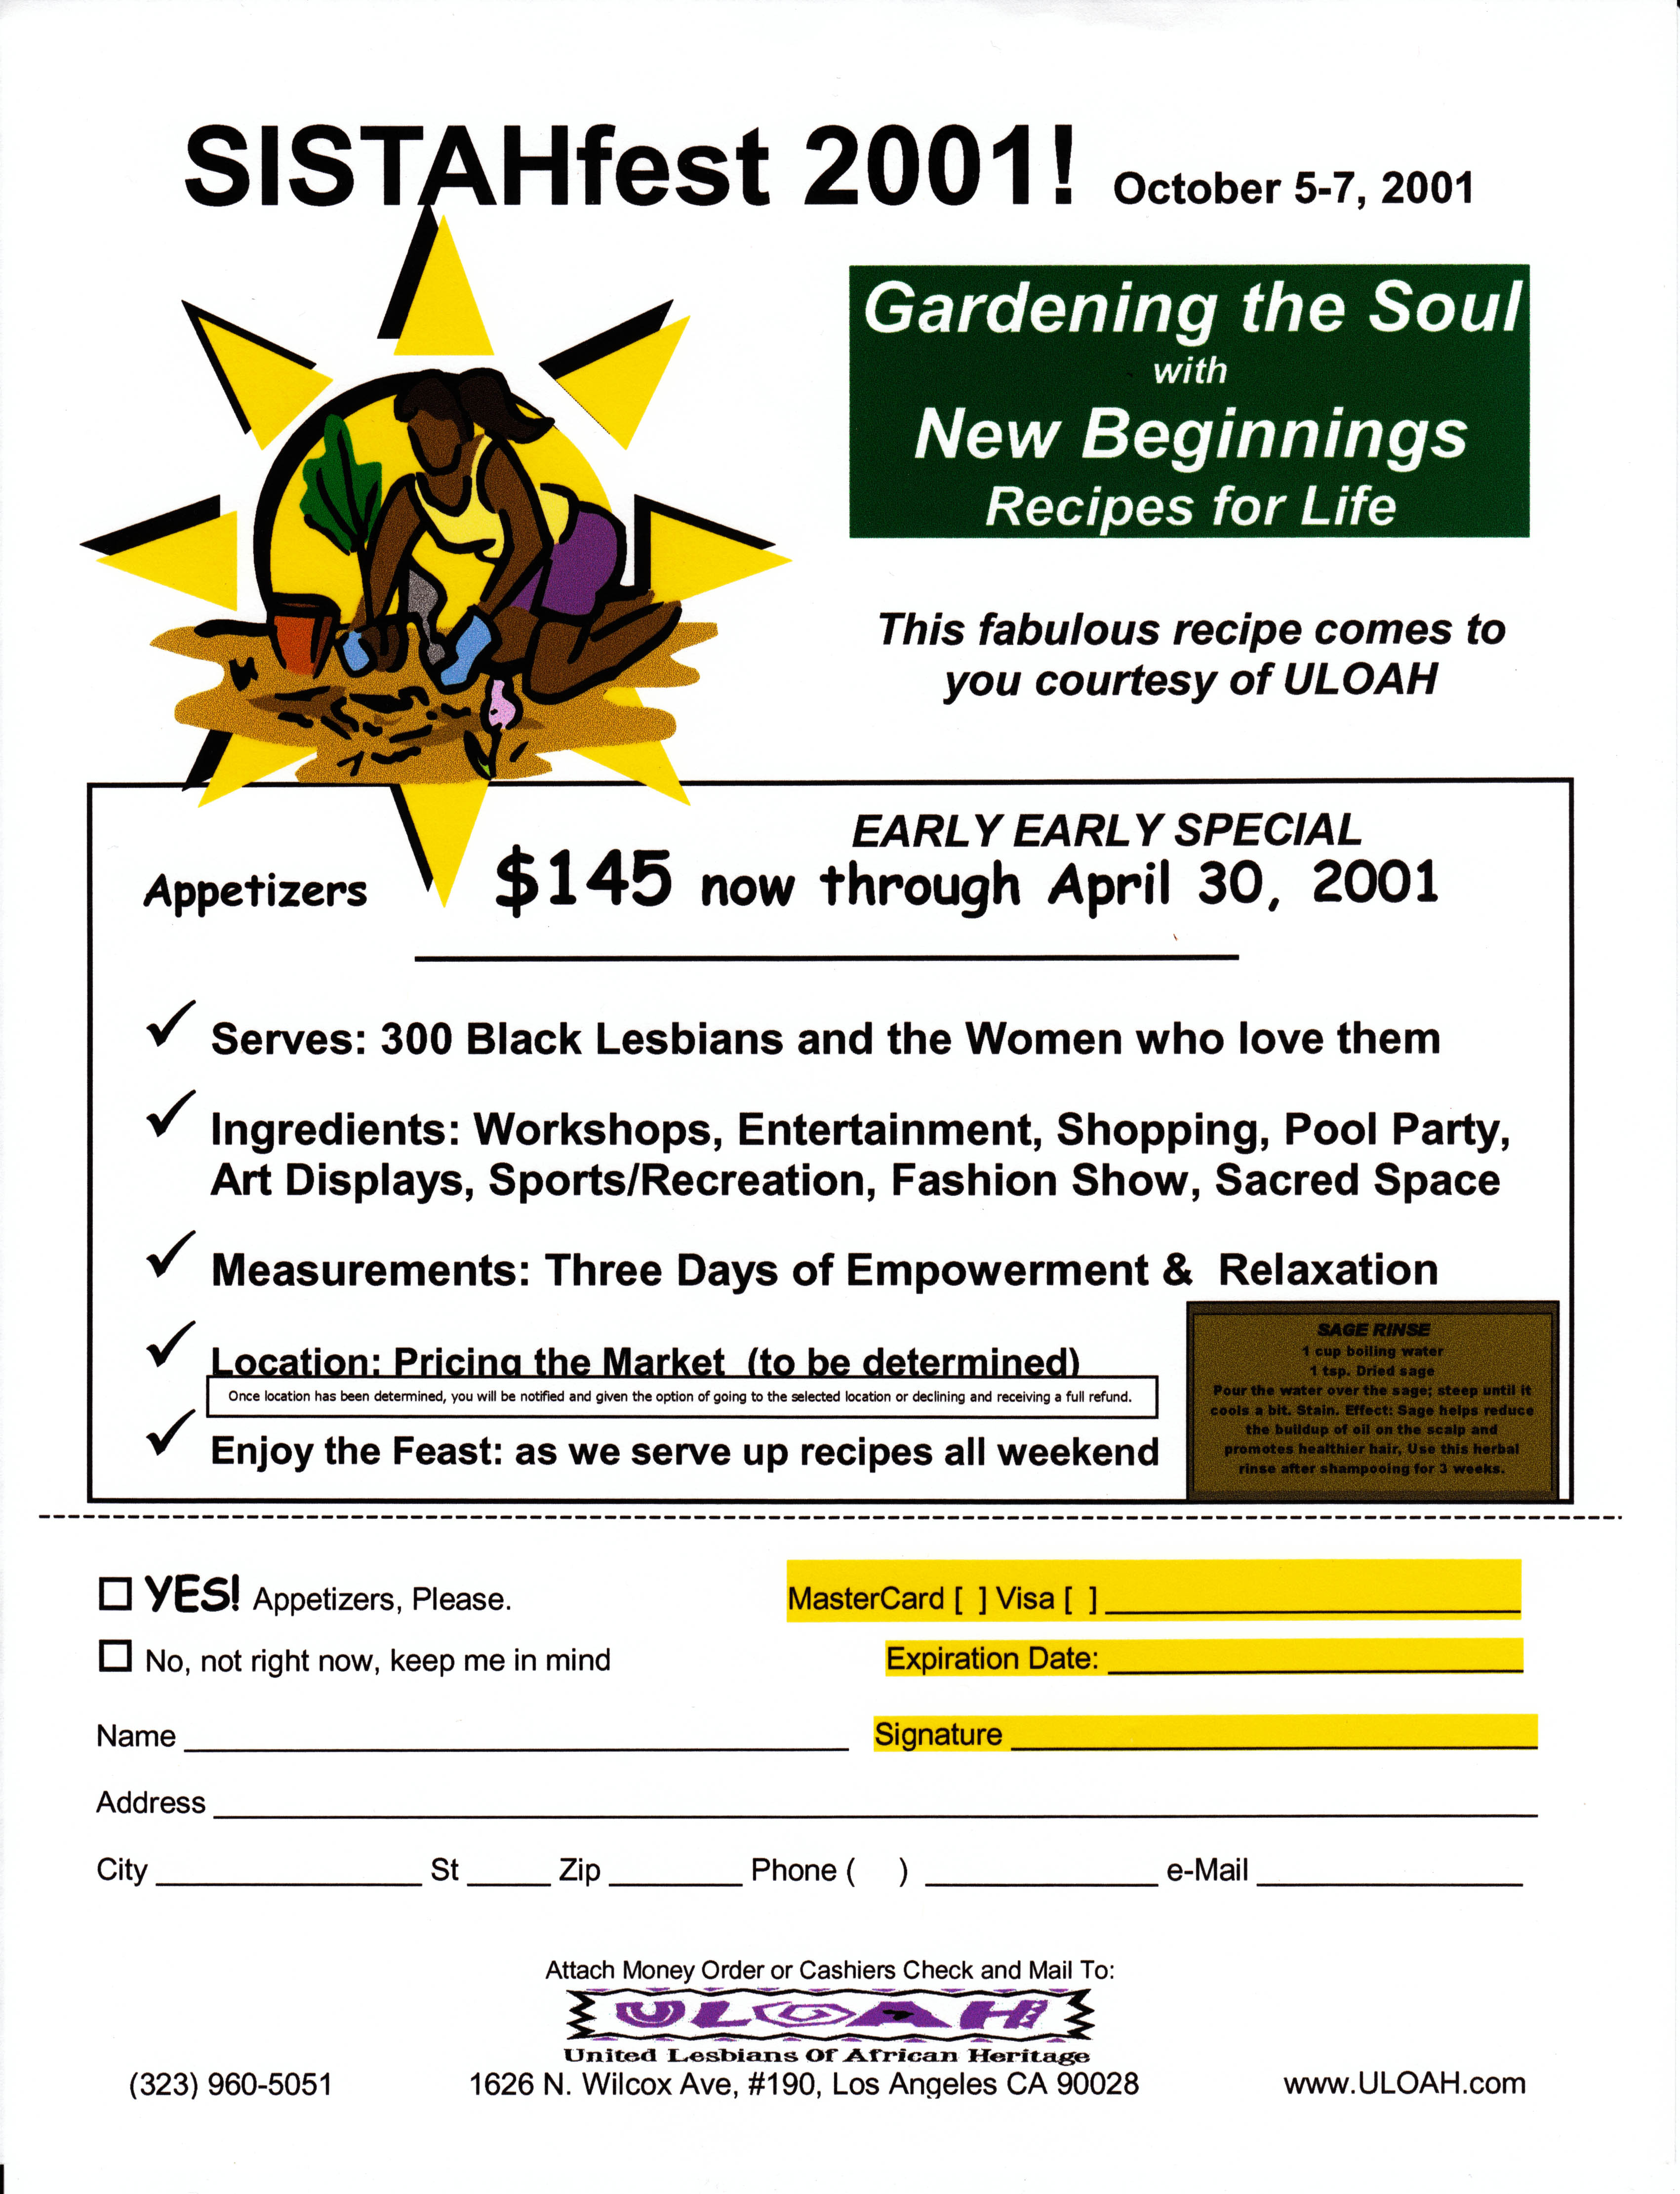 SISTAHfest 2001! October 5-7, 2001
Gardening the Soul
with
New Beginnings
Recipes for Life
This fabulous recipe comes to
you courtesy of ULOAH
EARLY EARLY SPECIAL
Appetizers $145 now through April 30, 2001
✓ Serves: 300 Black Lesbians and the Women who love them
✓ Ingredients: Workshops, Entertainment, Shopping, Pool Party,
Art Displays, Sports/Recreation, Fashion Show, Sacred Space
✓ Measurements: Three Days of Empowerment & Relaxation
✓ Location: Pricing the Market (to be determined)
Once location has been determined, you will be notified and given the option of going to the selected location or declining and receiving a full refund.
✓ Enjoy the Feast: as we serve up recipes all weekend
SAGE RINSE
1 cup boiling water
1 tsp. Dried sage
Pour the water over the sage; steep until it
cools a bit. Stain. Effect: Sage helps reduce
the buildup of oil on the scalp and
promotes healthier hair, Use this herbal
rinse after shampooing for 3 weeks.
☐ YES! Appetizers, Please.
MasterCard [ ] Visa [ ]
☐ No, not right now, keep me in mind
Expiration Date:
Name
Signature
Address
City St Zip Phone ( ) e-Mail
Attach Money Order or Cashiers Check and Mail To:
ULOAH
United Lesbians Of African Heritage
(323) 960-5051 1626 N. Wilcox Ave, #190, Los Angeles CA 90028 www.ULOAH.com